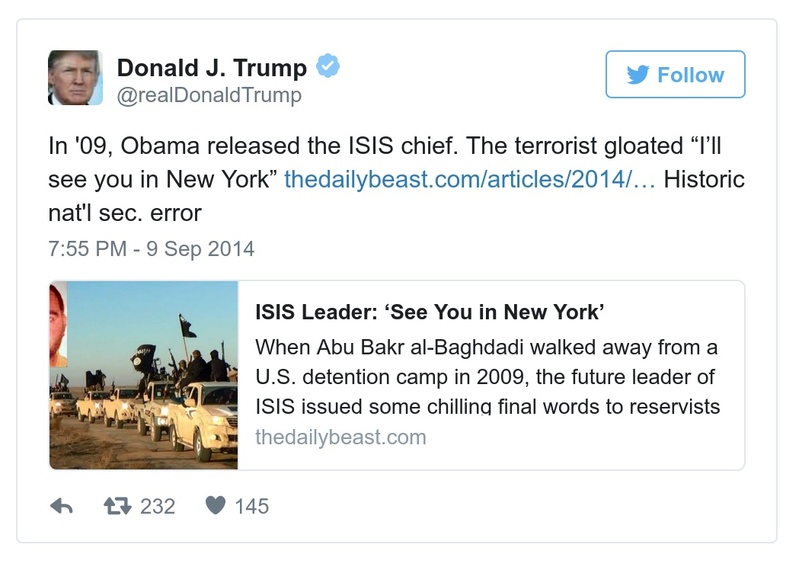 Donald J. Trump
@realDonaldTrump
Follow
In '09, Obama released the ISIS chief. The terrorist gloated “I’ll
see you in New York” thedailybeast.com/articles/2014/… Historic
nat'l sec. error
7:55 PM - 9 Sep 2014
ISIS Leader: ‘See You in New York’
When Abu Bakr al-Baghdadi walked away from a
U.S. detention camp in 2009, the future leader of
ISIS issued some chilling final words to reservists
thedailybeast.com
232 145